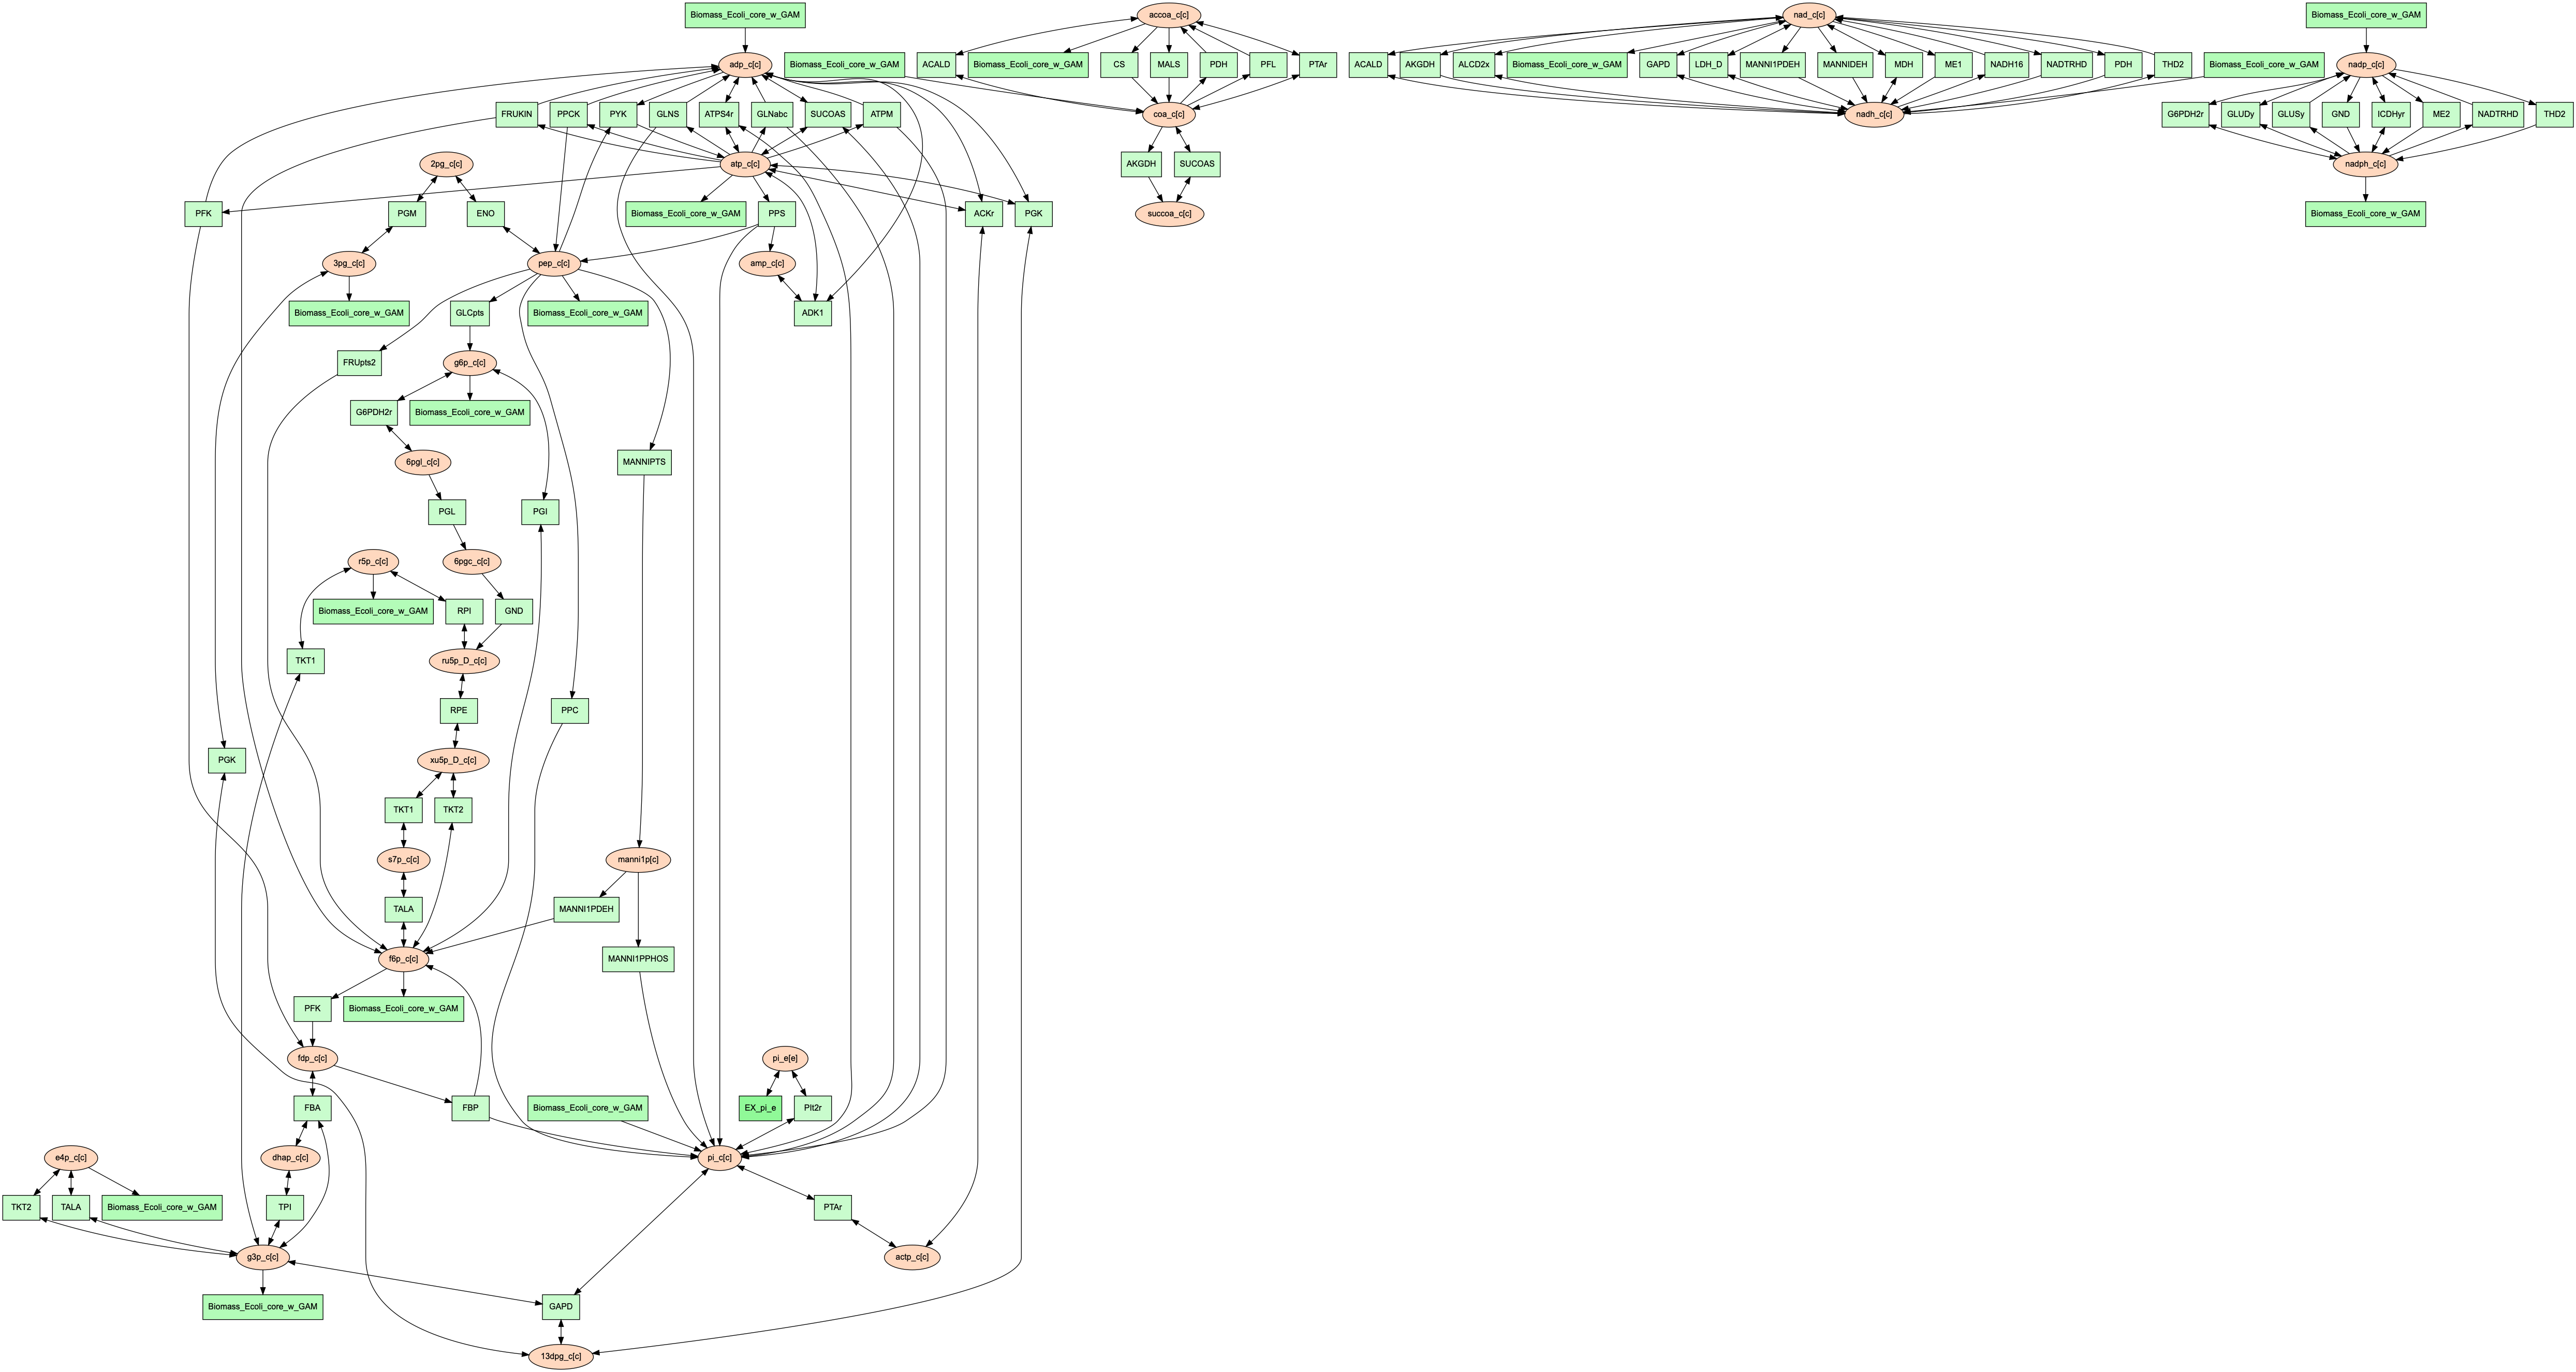 Biomass_Ecoli_core_w_GAM
accoa_c[c]
nad_c[c]
Biomass_Ecoli_core_w_GAM
adp_c[c]
Biomass_Ecoli_core_w_GAM
ACALD
Biomass_Ecoli_core_w_GAM
CS
MALS
PDH
PFL
PTAr
ACALD
AKGDH
ALCD2x
Biomass_Ecoli_core_w_GAM
GAPD
LDH_D
MANNI1PDEH
MANNIDEH
MDH
ME1
NADH16
NADTRHD
PDH
THD2
Biomass_Ecoli_core_w_GAM
nadp_c[c]
FRUKIN
PPCK
PYK
GLNS
ATPS4r
GLNabc
SUCOAS
ATPM
coa_c[c]
nadh_c[c]
G6PDH2r
GLUDy
GLUSy
GND
ICDHyr
ME2
NADTRHD
THD2
2pg_c[c]
atp_c[c]
AKGDH
SUCOAS
nadph_c[c]
PFK
PGM
ENO
Biomass_Ecoli_core_w_GAM
PPS
ACKr
PGK
succoa_c[c]
Biomass_Ecoli_core_w_GAM
3pg_c[c]
pep_c[c]
amp_c[c]
Biomass_Ecoli_core_w_GAM
GLCpts
Biomass_Ecoli_core_w_GAM
ADK1
FRUpts2
g6p_c[c]
G6PDH2r
Biomass_Ecoli_core_w_GAM
6pgl_c[c]
MANNIPTS
PGL
PGI
r5p_c[c]
6pgc_c[c]
Biomass_Ecoli_core_w_GAM
RPI
GND
TKT1
ru5p_D_c[c]
RPE
PPC
PGK
xu5p_D_c[c]
TKT1
TKT2
s7p_c[c]
manni1p[c]
TALA
MANNI1PDEH
f6p_c[c]
MANNI1PPHOS
PFK
Biomass_Ecoli_core_w_GAM
fdp_c[c]
pi_e[e]
FBA
FBP
Biomass_Ecoli_core_w_GAM
EX_pi_e
PIt2r
e4p_c[c]
dhap_c[c]
pi_c[c]
TKT2
TALA
Biomass_Ecoli_core_w_GAM
TPI
PTAr
g3p_c[c]
actp_c[c]
Biomass_Ecoli_core_w_GAM
GAPD
13dpg_c[c]